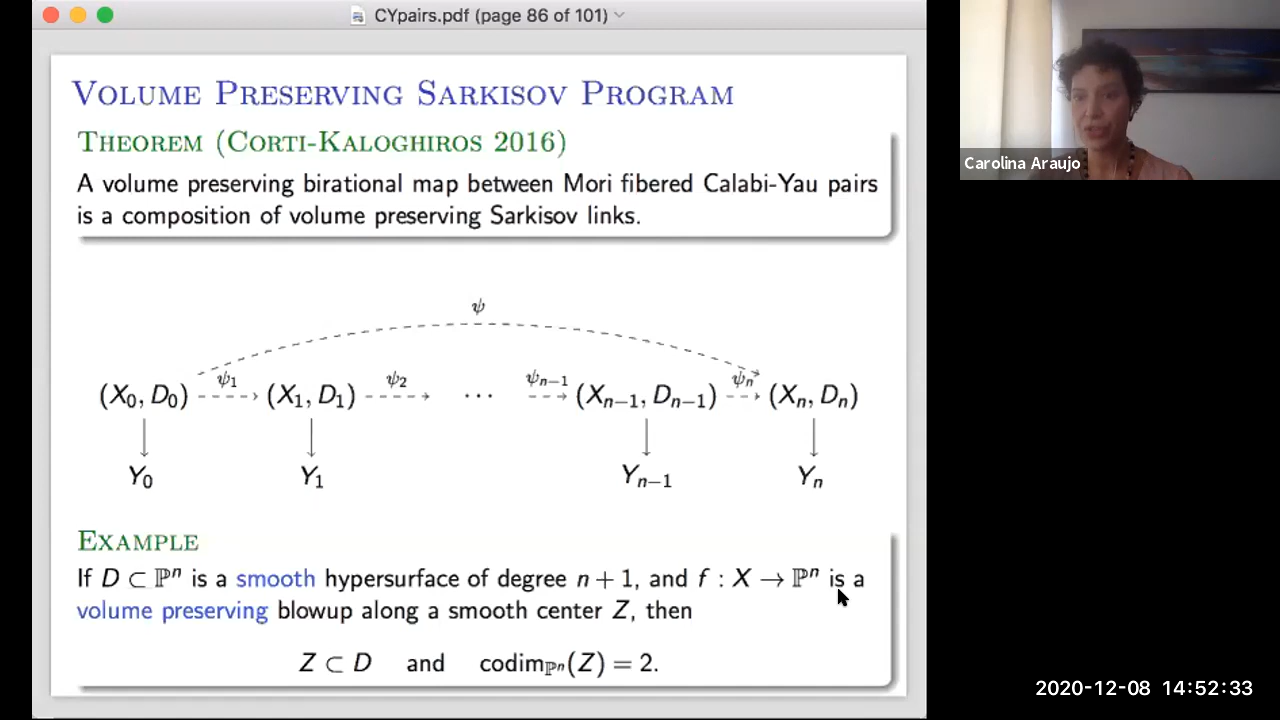 CYpairs.pdf (page 86 of 101)
VOLUME PRESERVING SARKISOV PROGRAM
THEOREM (CORTI-KALOGHIROS 2016)
A volume preserving birational map between Mori fibered Calabi-Yau pairs
is a composition of volume preserving Sarkisov links.
ψ
ψ₁ ψ₂ ψₙ₋₁ ψₙ
(X₀, D₀) (X₁, D₁) ⋯ (Xₙ₋₁, Dₙ₋₁) (Xₙ, Dₙ)
Y₀ Y₁ Yₙ₋₁ Yₙ
EXAMPLE
If D ⊂ ℙⁿ is a smooth hypersurface of degree n + 1, and f : X → ℙⁿ is a
volume preserving blowup along a smooth center Z, then
Z ⊂ D and codim_ℙⁿ(Z) = 2.
Carolina Araujo
2020-12-08 14:52:33